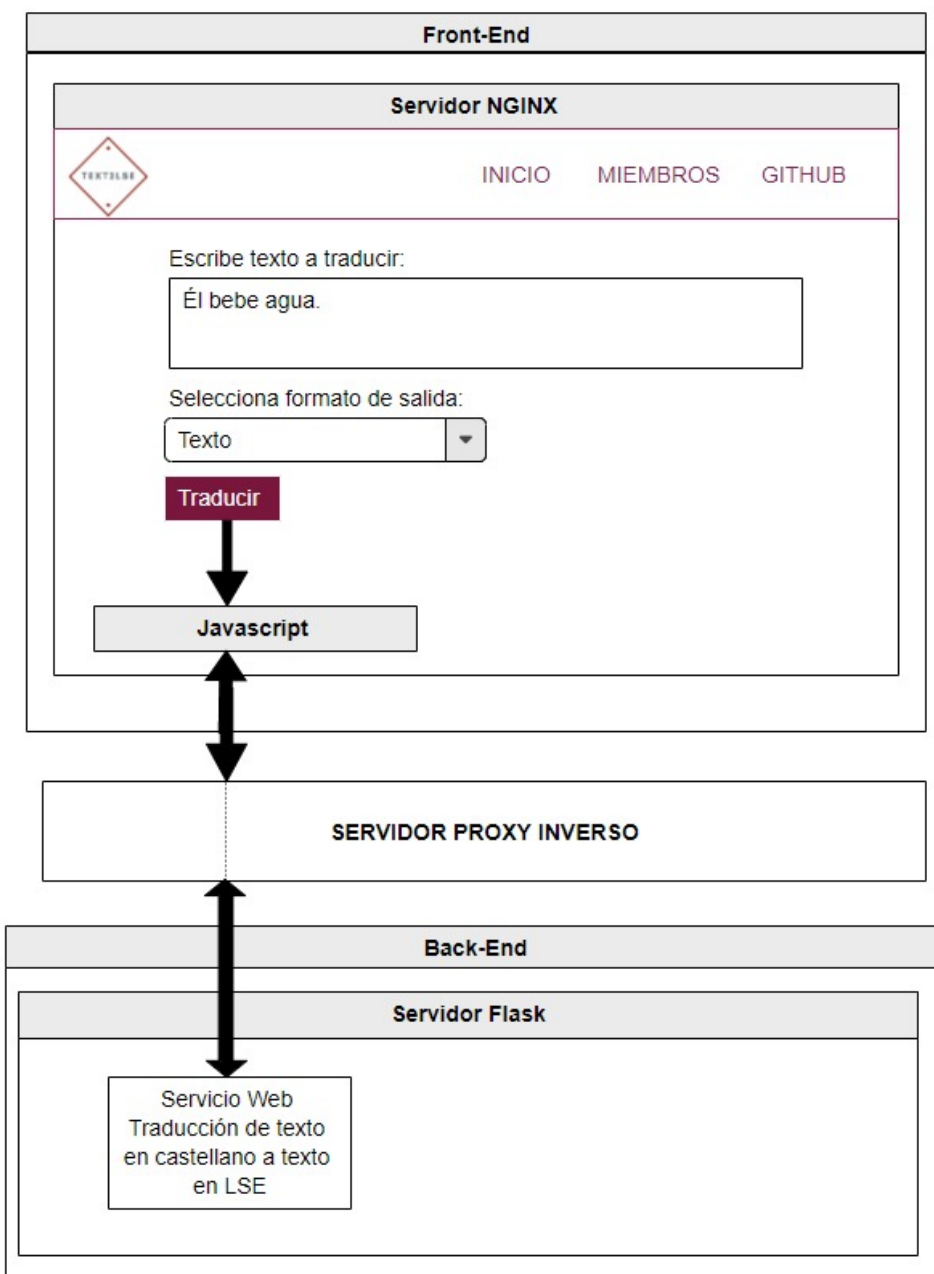 Front-End
Servidor NGINX
TEXT2LSE
INICIO MIEMBROS GITHUB
Escribe texto a traducir:
Él bebe agua.
Selecciona formato de salida:
Texto
Traducir
Javascript
SERVIDOR PROXY INVERSO
Back-End
Servidor Flask
Servicio Web
Traducción de texto
en castellano a texto
en LSE